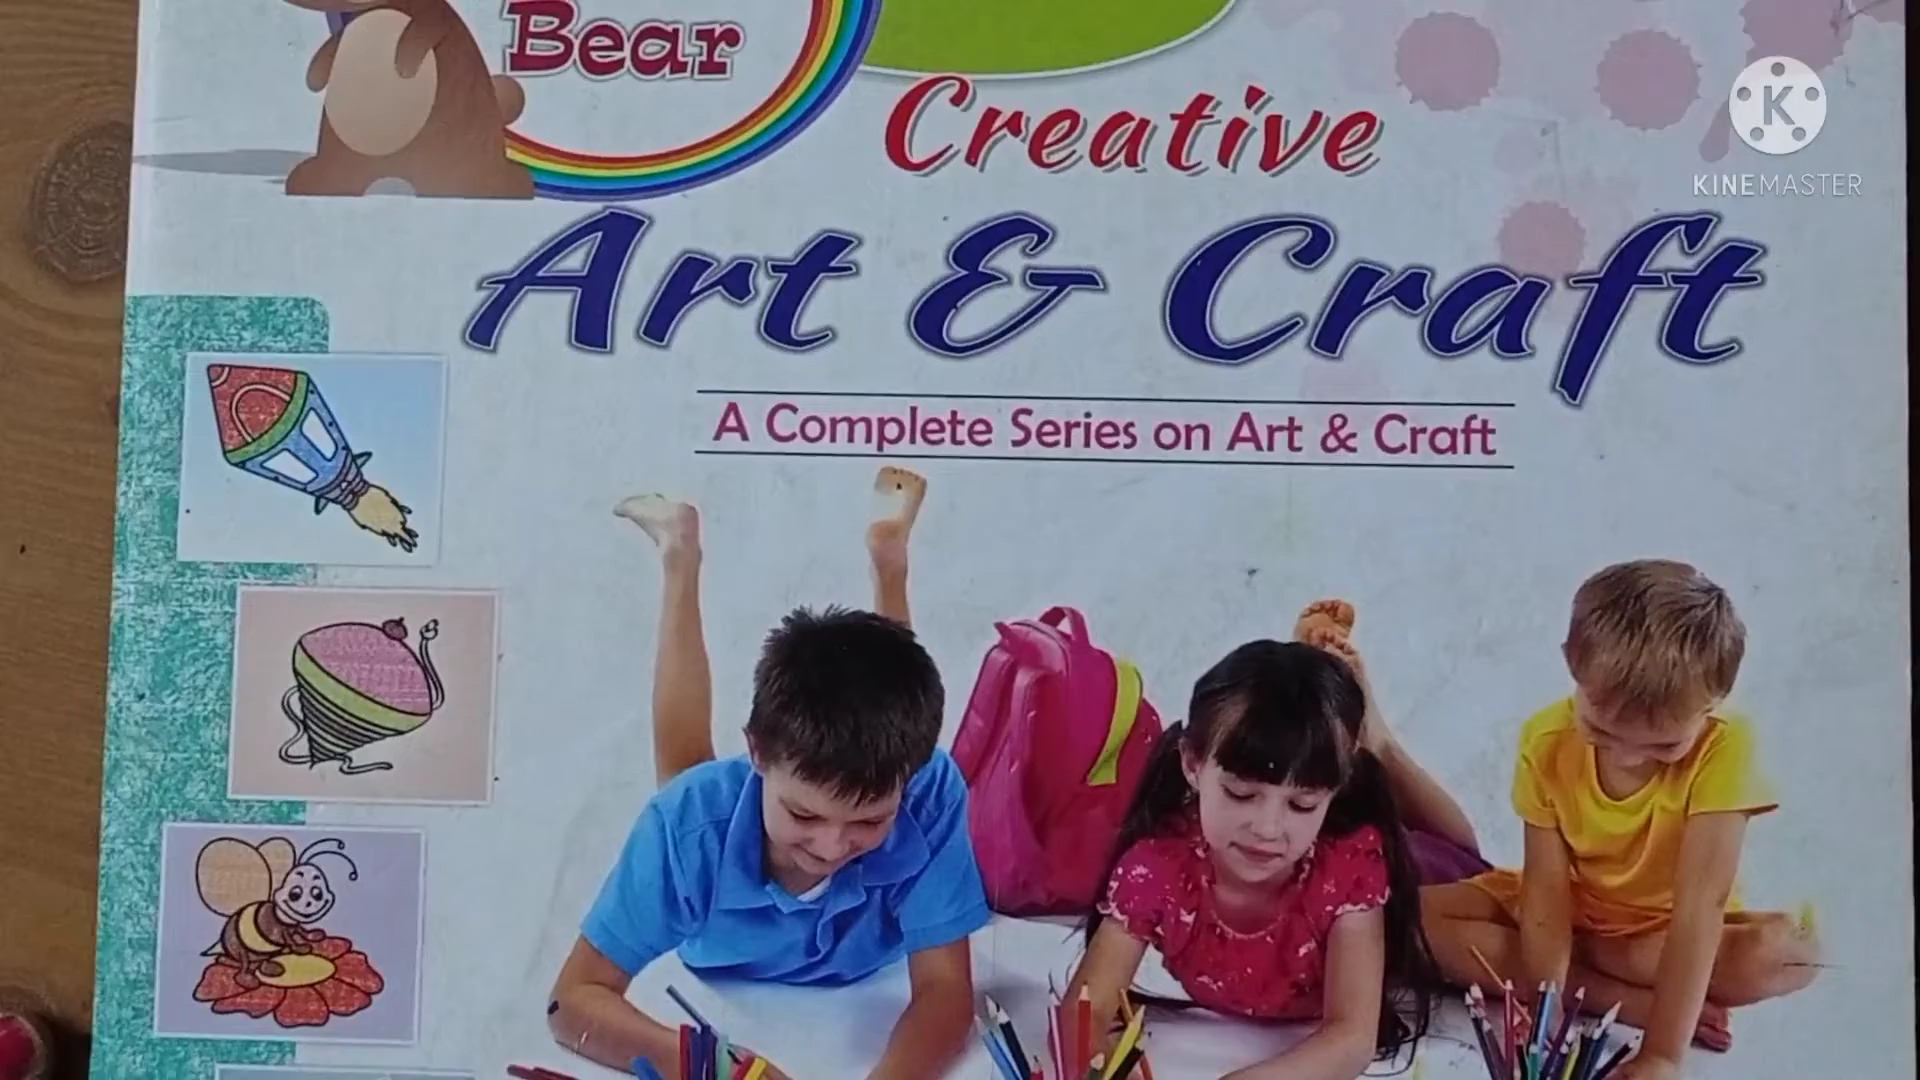 Bear
Creative
Art & Craft
A Complete Series on Art & Craft
K
KINEMASTER